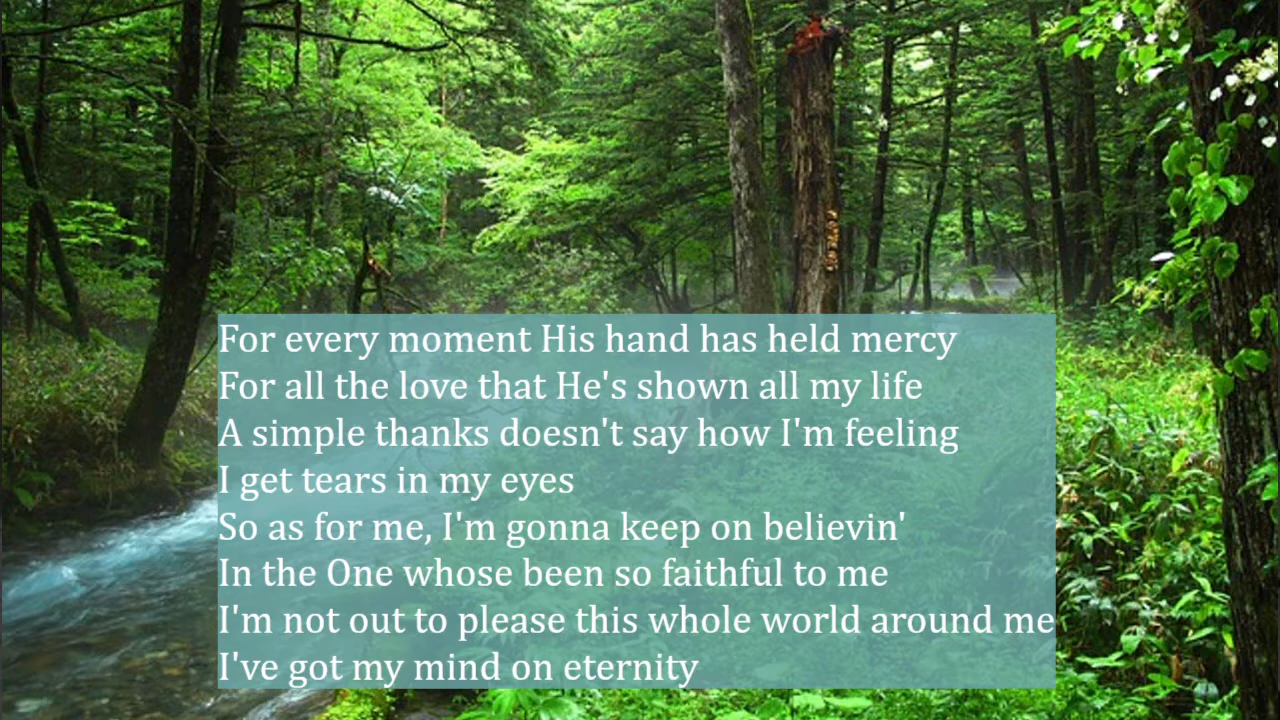 For every moment His hand has held mercy
For all the love that He's shown all my life
A simple thanks doesn't say how I'm feeling
I get tears in my eyes
So as for me, I'm gonna keep on believin'
In the One whose been so faithful to me
I'm not out to please this whole world around me
I've got my mind on eternity